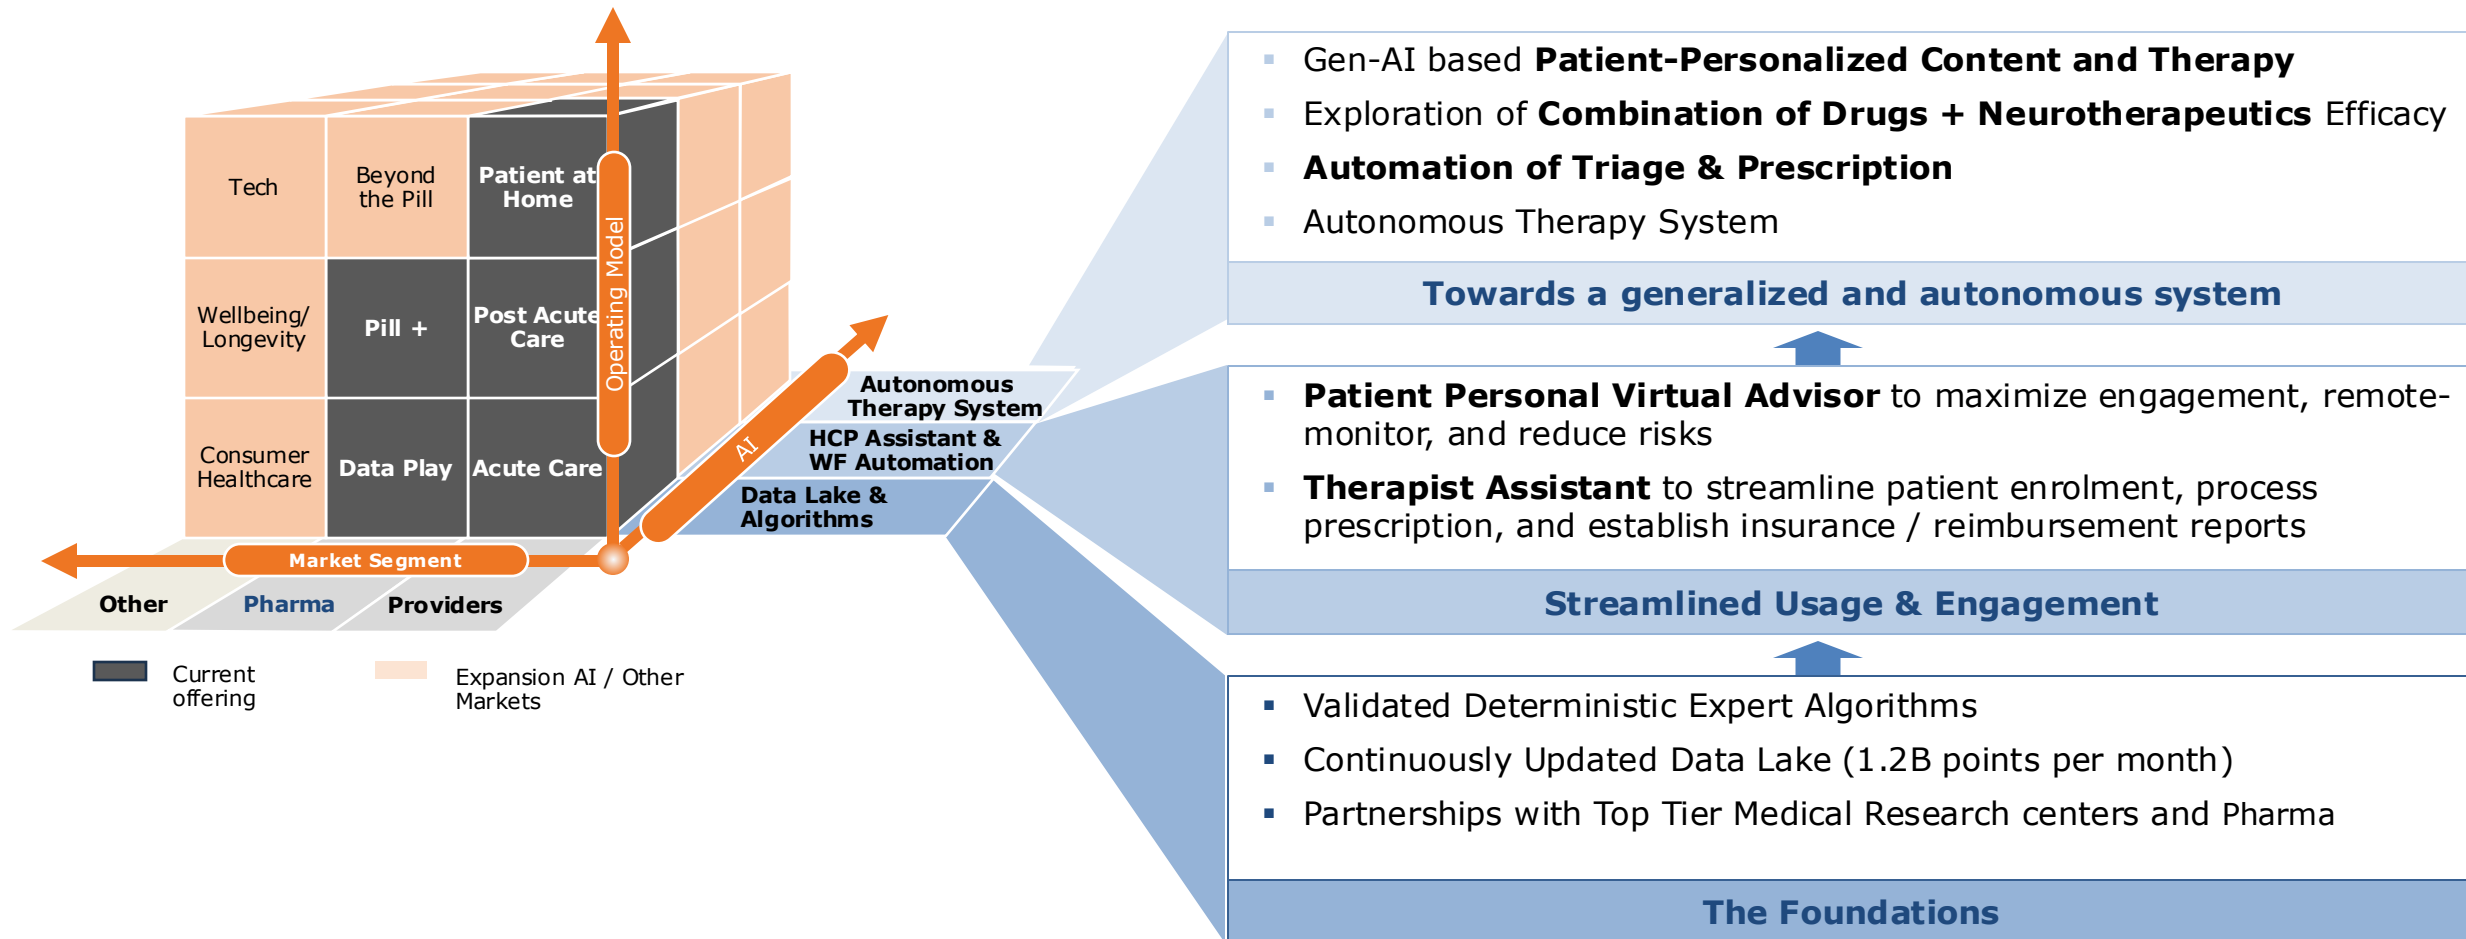 Tech
Beyond
the Pill
Patient at
Home
Wellbeing/
Longevity
Pill +
Post Acute
Care
Consumer
Healthcare
Data Play
Acute Care
Operating Model
AI
Market Segment
Other
Pharma
Providers
Autonomous
Therapy System
HCP Assistant &
WF Automation
Data Lake &
Algorithms
Current
offering
Expansion AI / Other
Markets
▪ Gen-AI based Patient-Personalized Content and Therapy
▪ Exploration of Combination of Drugs + Neurotherapeutics Efficacy
▪ Automation of Triage & Prescription
▪ Autonomous Therapy System
Towards a generalized and autonomous system
▪ Patient Personal Virtual Advisor to maximize engagement, remote-
monitor, and reduce risks
▪ Therapist Assistant to streamline patient enrolment, process
prescription, and establish insurance / reimbursement reports
Streamlined Usage & Engagement
▪ Validated Deterministic Expert Algorithms
▪ Continuously Updated Data Lake (1.2B points per month)
▪ Partnerships with Top Tier Medical Research centers and Pharma
The Foundations